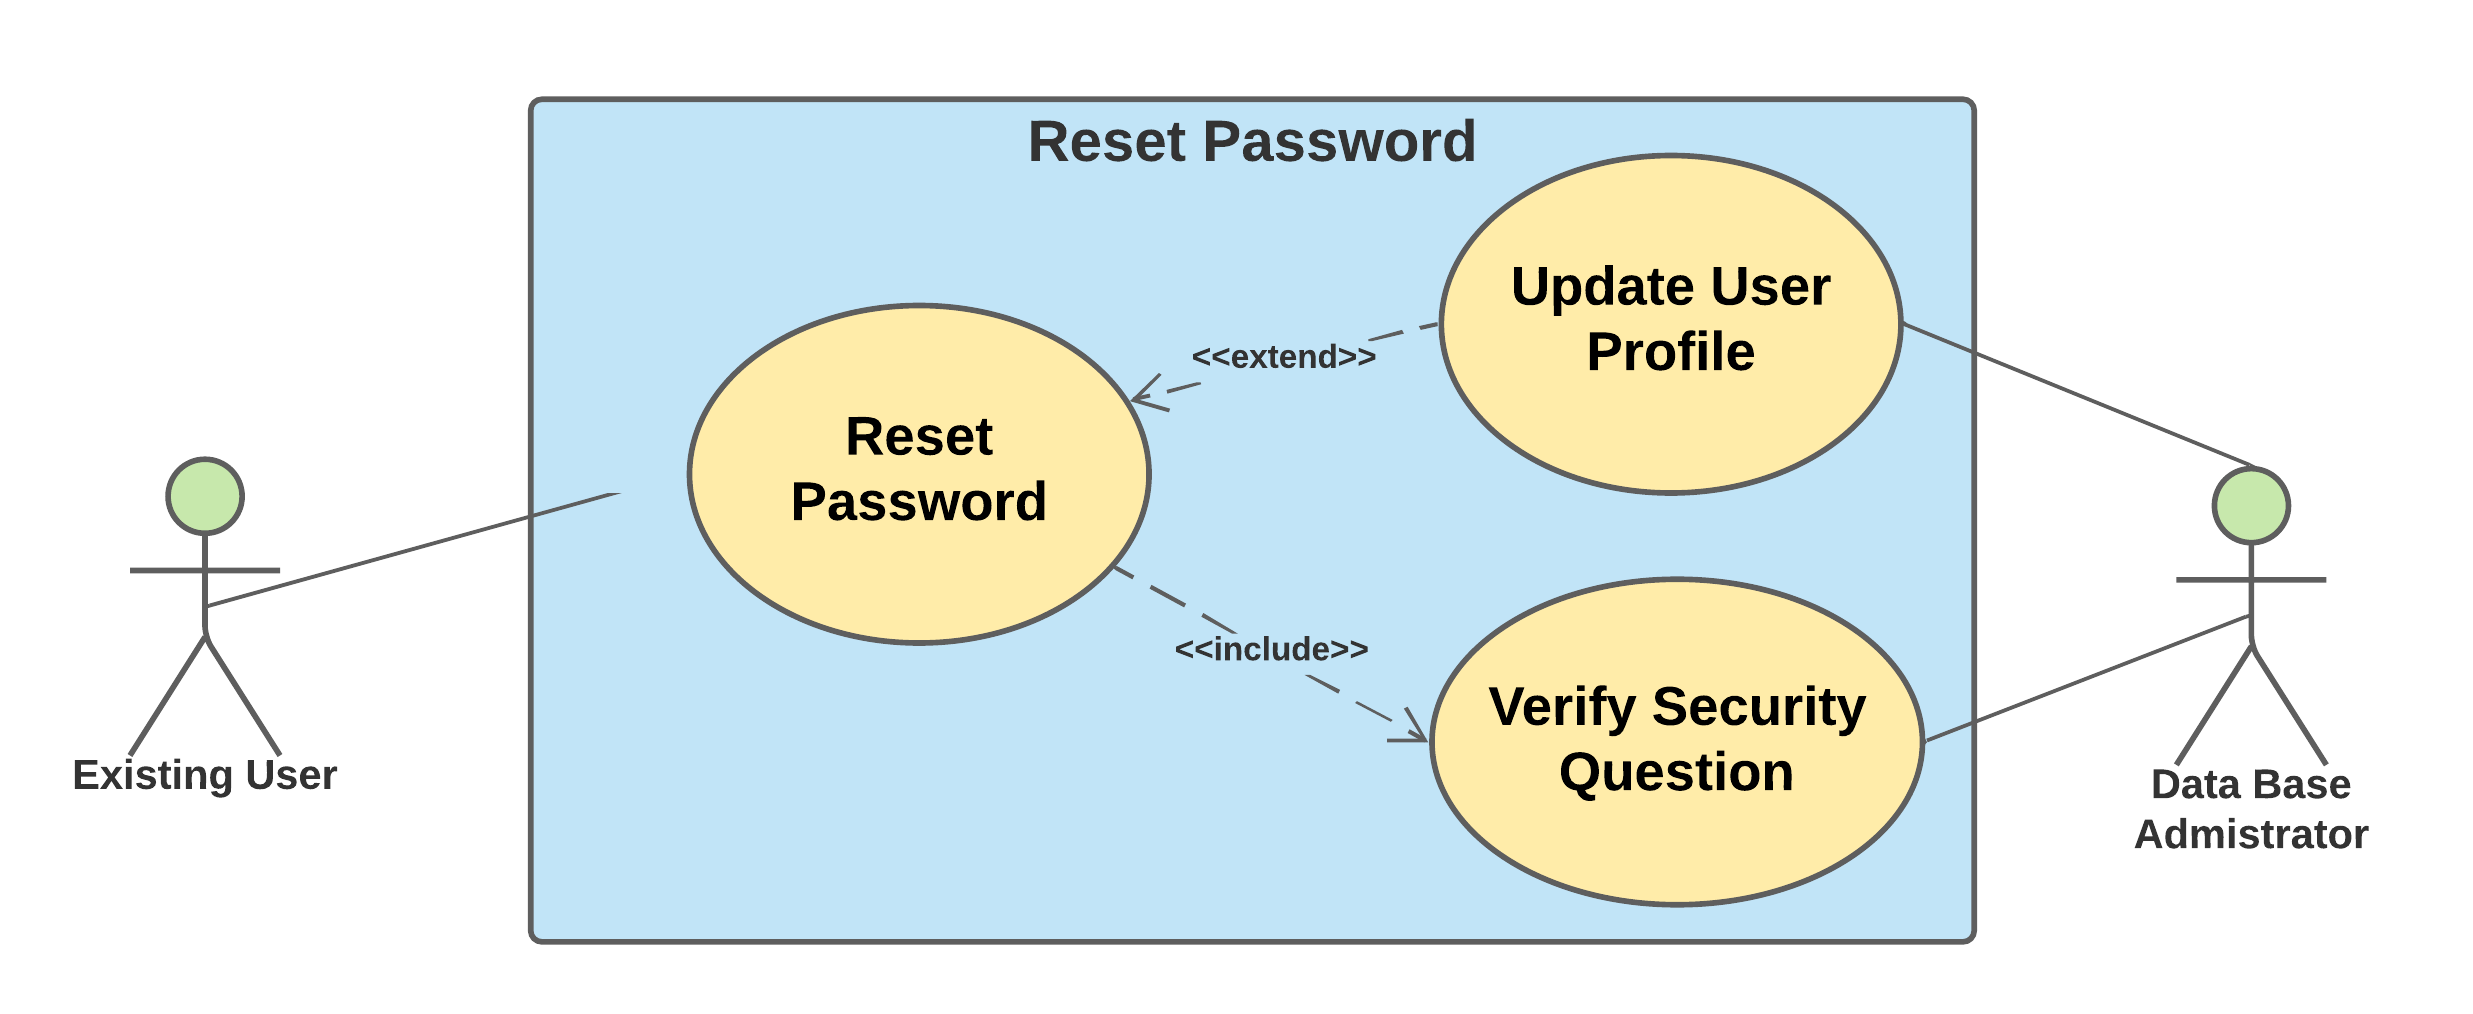 Reset Password
Update User
Profile
<<extend>>
Reset
Password
<<include>>
Verify Security
Question
Existing User
Data Base
Admistrator